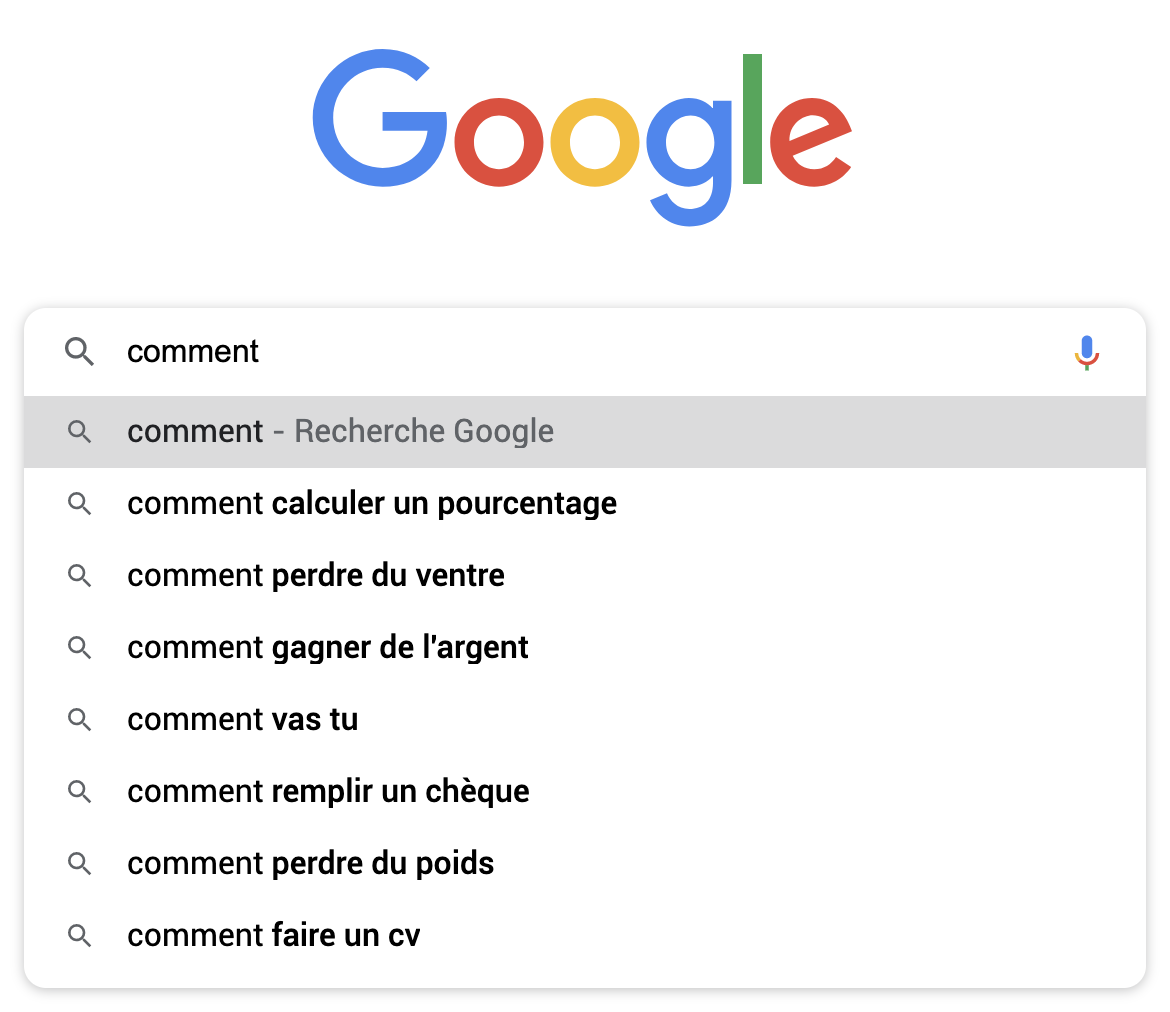 Google
comment
comment - Recherche Google
comment calculer un pourcentage
comment perdre du ventre
comment gagner de l'argent
comment vas tu
comment remplir un chèque
comment perdre du poids
comment faire un cv